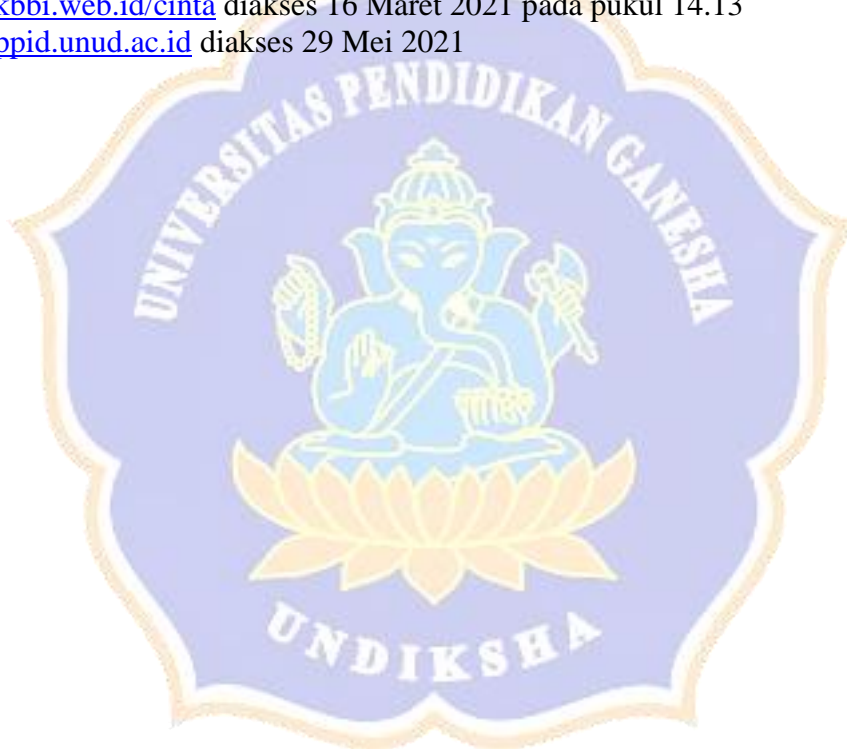 kbbi.web.id/cinta diakses 16 Maret 2021 pada pukul 14.13
ppid.unud.ac.id diakses 29 Mei 2021
UNIVERSITAS PENDIDIKAN GANESHA
UNDIKSHA